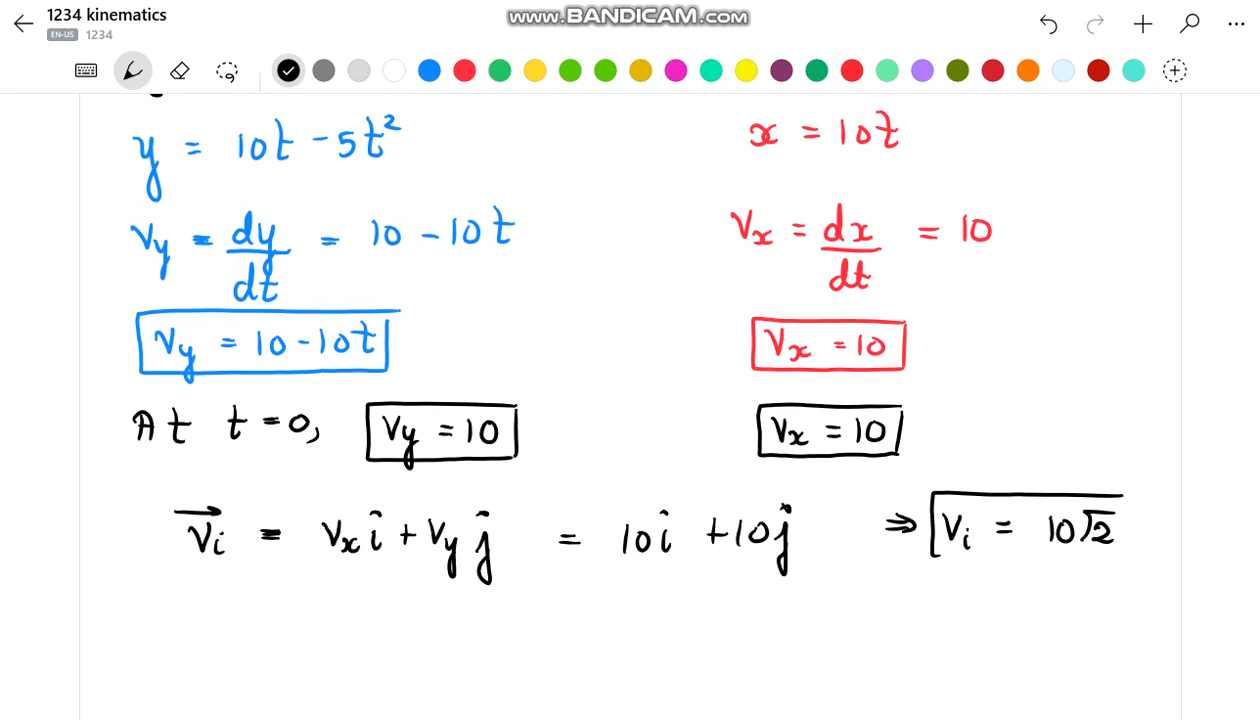 1234 kinematics
EN-US 1234
www.BANDICAM.com
y = 10t - 5t²
x = 10t
Vy = dy/dt = 10 - 10t
Vx = dx/dt = 10
Vy = 10 - 10t
Vx = 10
At t = 0, Vy = 10
Vx = 10
V⃗i = Vx i + Vy j = 10i + 10j ⇒ Vi = 10√2